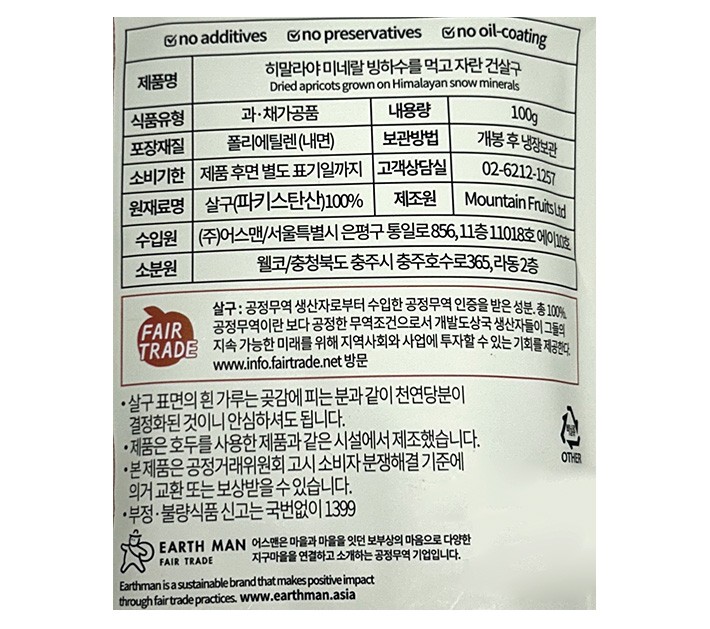 no additives no preservatives no oil-coating
제품명 히말라야 미네랄 빙하수를 먹고 자란 건살구
Dried apricots grown on Himalayan snow minerals
식품유형 과·채가공품 내용량 100g
포장재질 폴리에틸렌(내면) 보관방법 개봉 후 냉장보관
소비기한 제품 후면 별도 표기일까지 고객상담실 02-6212-1257
원재료명 살구(파키스탄산)100% 제조원 Mountain Fruits Ltd
수입원 (주)어스맨/서울특별시 은평구 통일로 856, 11층 11018호 에이110호
소분원 웰코/충청북도 충주시 충주호수로365, 라동 2층
FAIR TRADE
살구 : 공정무역 생산자로부터 수입한 공정무역 인증을 받은 성분. 총 100%.
공정무역이란 보다 공정한 무역조건으로서 개발도상국 생산자들이 그들의
지속 가능한 미래를 위해 지역사회와 사업에 투자할 수 있는 기회를 제공한다.
www.info.fairtrade.net 방문
•살구 표면의 흰 가루는 곶감에 피는 분과 같이 천연당분이
결정화된 것이니 안심하셔도 됩니다.
•제품은 호두를 사용한 제품과 같은 시설에서 제조했습니다.
•본 제품은 공정거래위원회 고시 소비자 분쟁해결 기준에
의거 교환 또는 보상받을 수 있습니다.
•부정·불량식품 신고는 국번없이 1399
OTHER
EARTH MAN
FAIR TRADE
어스맨은 마을과 마을을 잇던 보부상의 마음으로 다양한
지구마을을 연결하고 소개하는 공정무역 기업입니다.
Earthman is a sustainable brand that makes positive impact
through fair trade practices. www.earthman.asia